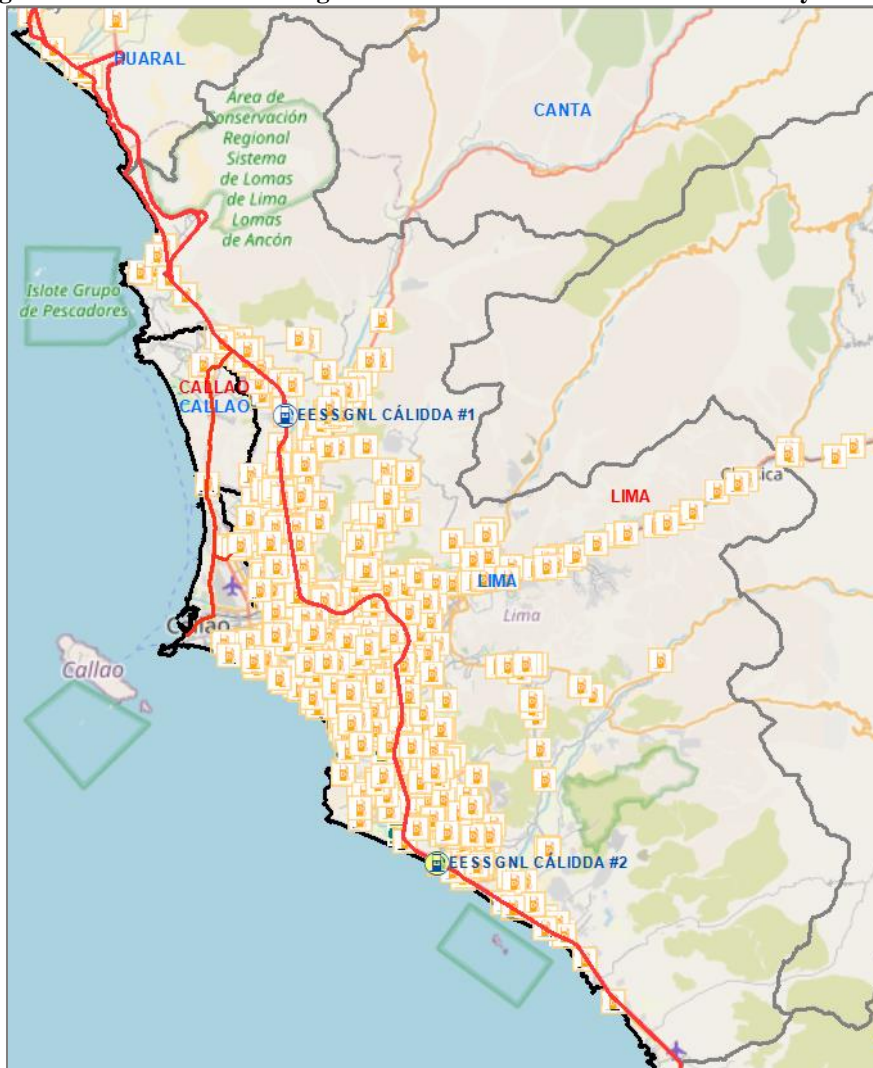 HUARAL
CANTA
Área de
Conservación
Regional
Sistema
de Lomas
de Lima
Lomas
de Ancón
Islote Grupo
de Pescadores
CALLAO
CALLAO
EESS GNL CÁLIDDA #1
LIMA
LIMA
Lima
Callao
Callao
EESS GNL CÁLIDDA #2